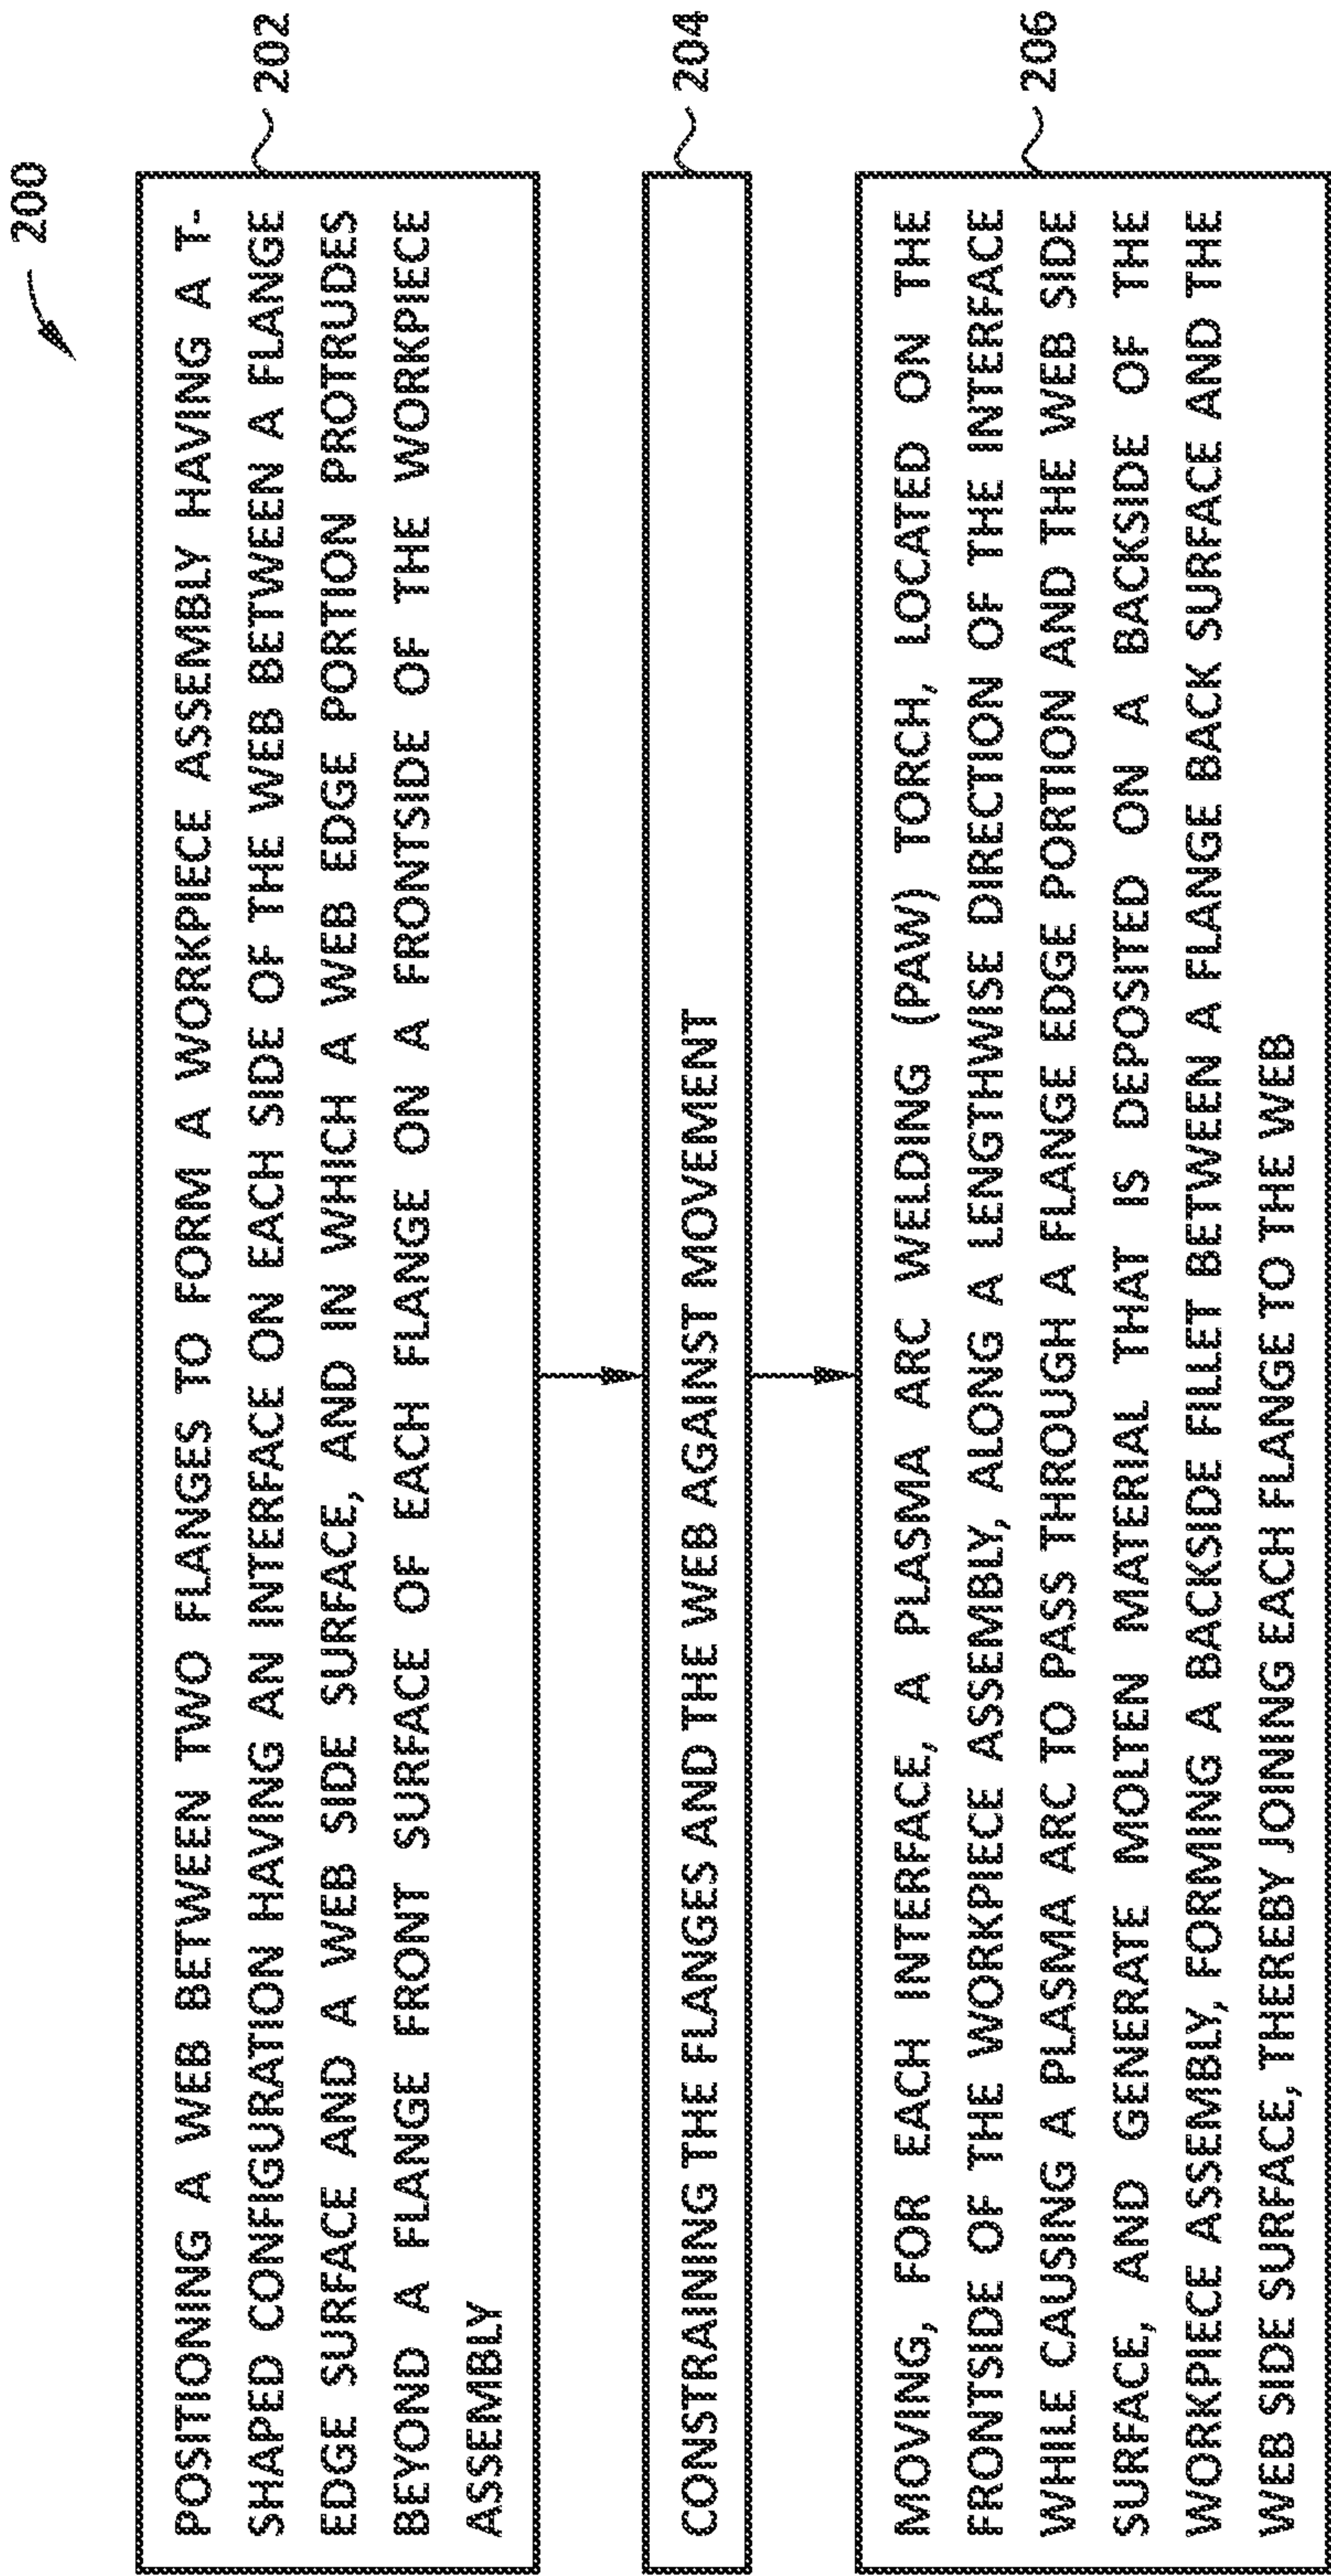 200
POSITIONING A WEB BETWEEN TWO FLANGES TO FORM A WORKPIECE ASSEMBLY HAVING A T-
SHAPED CONFIGURATION HAVING AN INTERFACE ON EACH SIDE OF THE WEB BETWEEN A FLANGE
EDGE SURFACE AND A WEB SIDE SURFACE, AND IN WHICH A WEB EDGE PORTION PROTRUDES
BEYOND A FLANGE FRONT SURFACE OF EACH FLANGE ON A FRONTSIDE OF THE WORKPIECE
ASSEMBLY
202
CONSTRAINING THE FLANGES AND THE WEB AGAINST MOVEMENT
204
MOVING, FOR EACH INTERFACE, A PLASMA ARC WELDING (PAW) TORCH, LOCATED ON THE
FRONTSIDE OF THE WORKPIECE ASSEMBLY, ALONG A LENGTHWISE DIRECTION OF THE INTERFACE
WHILE CAUSING A PLASMA ARC TO PASS THROUGH A FLANGE EDGE PORTION AND THE WEB SIDE
SURFACE, AND GENERATE MOLTEN MATERIAL THAT IS DEPOSITED ON A BACKSIDE OF THE
WORKPIECE ASSEMBLY, FORMING A BACKSIDE FILLET BETWEEN A FLANGE BACK SURFACE AND THE
WEB SIDE SURFACE, THEREBY JOINING EACH FLANGE TO THE WEB
206